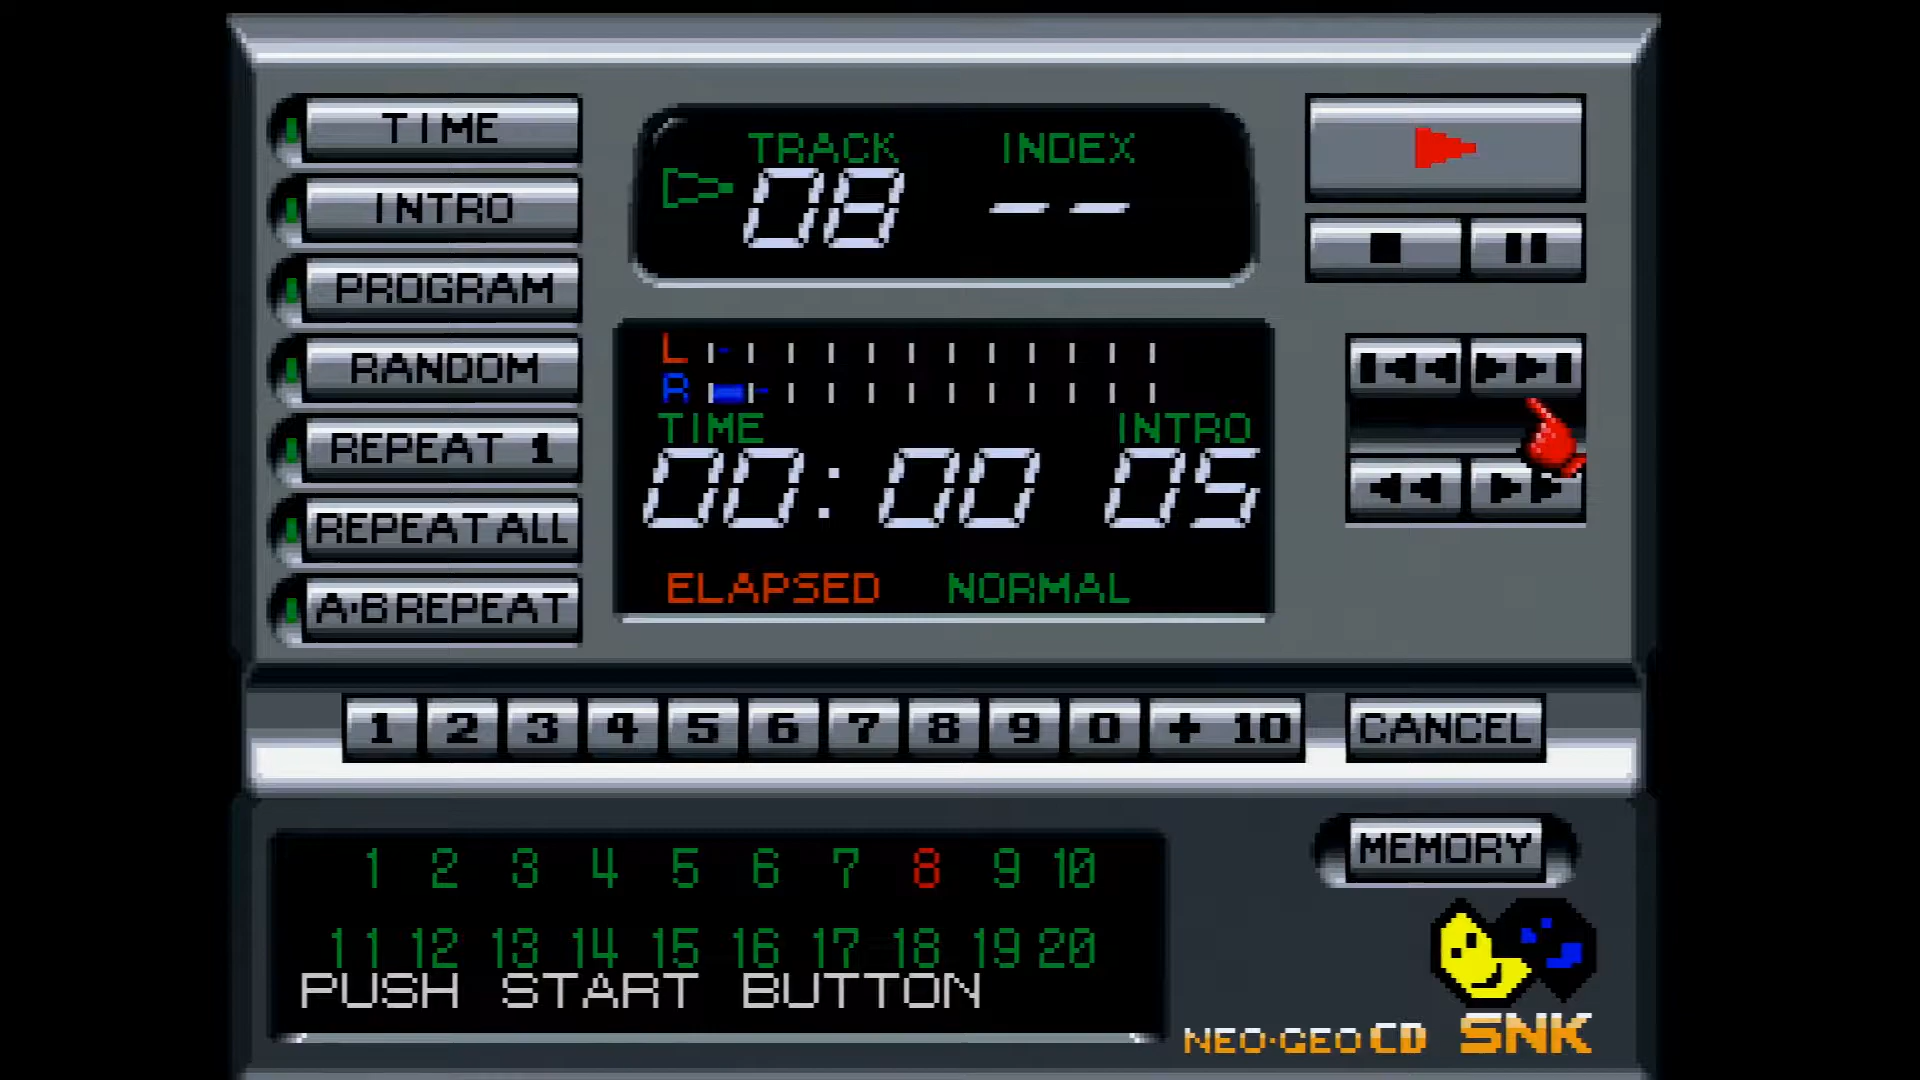 TIME
INTRO
PROGRAM
RANDOM
REPEAT 1
REPEAT ALL
A·B REPEAT
TRACK INDEX
08 --
L
R
TIME INTRO
00:00 05
ELAPSED NORMAL
1 2 3 4 5 6 7 8 9 0 + 10 CANCEL
1 2 3 4 5 6 7 8 9 10
11 12 13 14 15 16 17 18 19 20
PUSH START BUTTON
MEMORY
NEO·GEO CD SNK